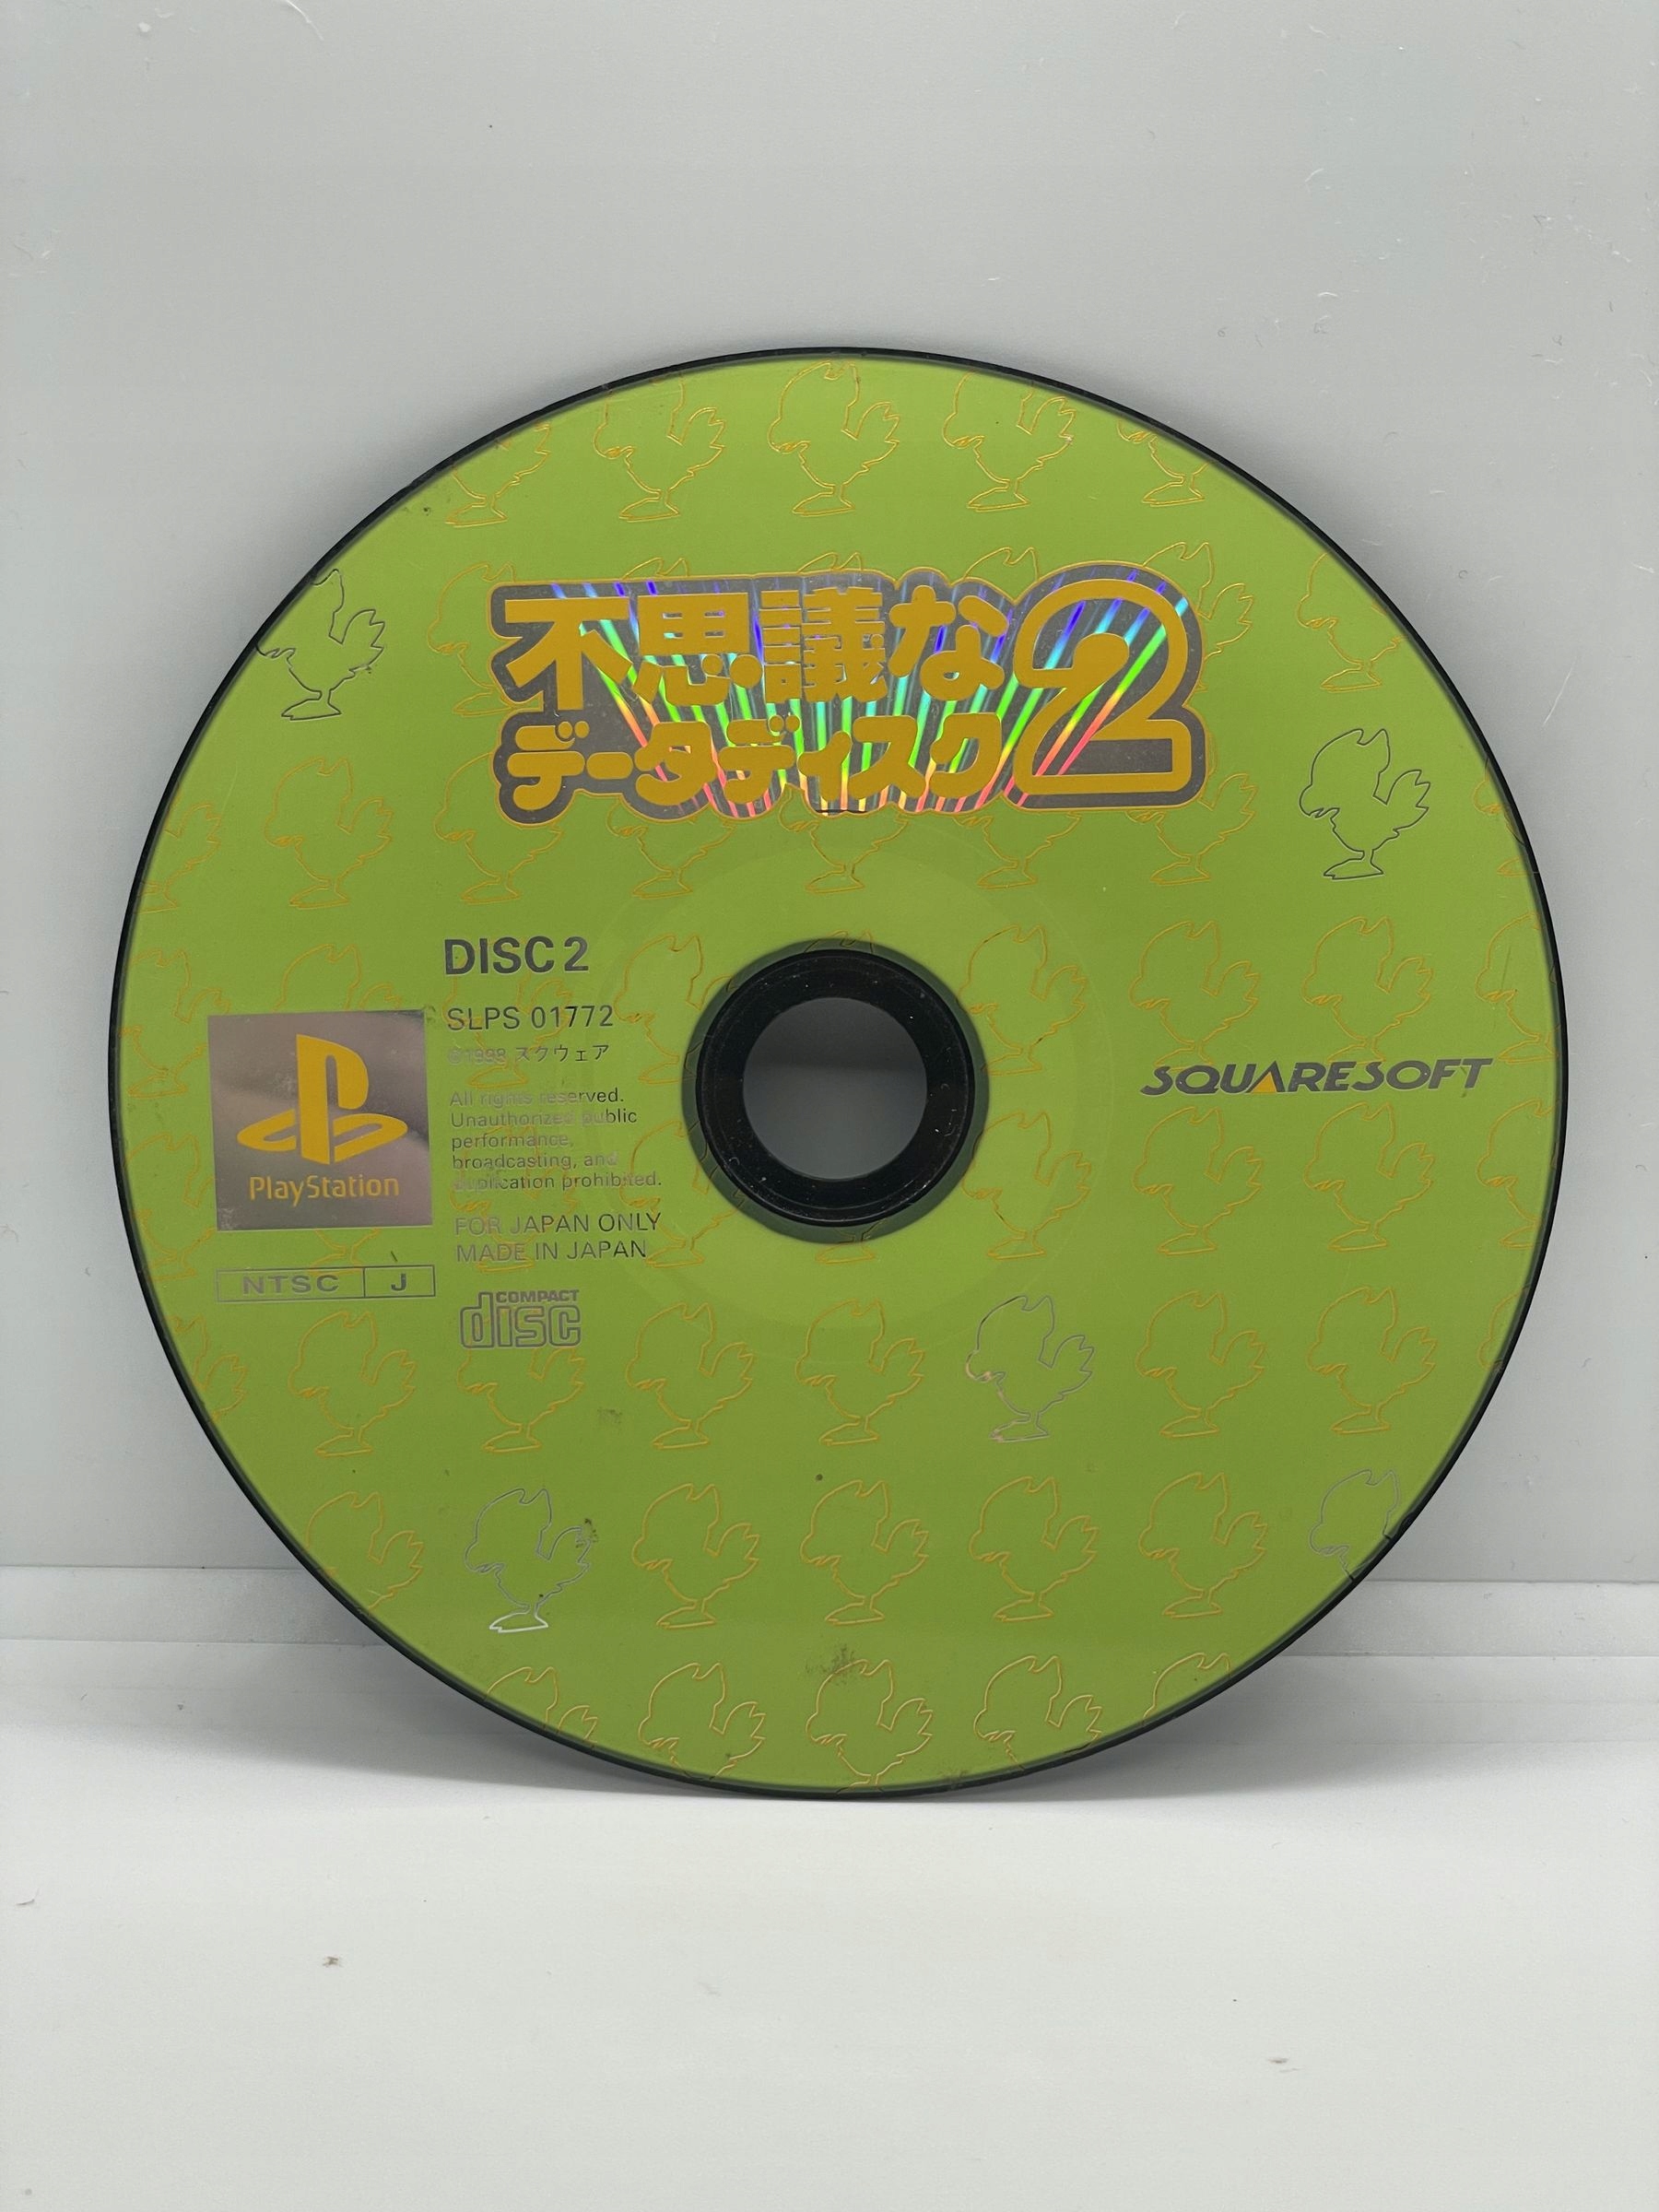 不思議な2
データディスク
DISC 2
SLPS 01772
©1998 スクウェア
All rights reserved.
Unauthorized public
performance,
broadcasting, and
duplication prohibited.
FOR JAPAN ONLY
MADE IN JAPAN
COMPACT
disc
PlayStation
NTSC J
SQUARESOFT